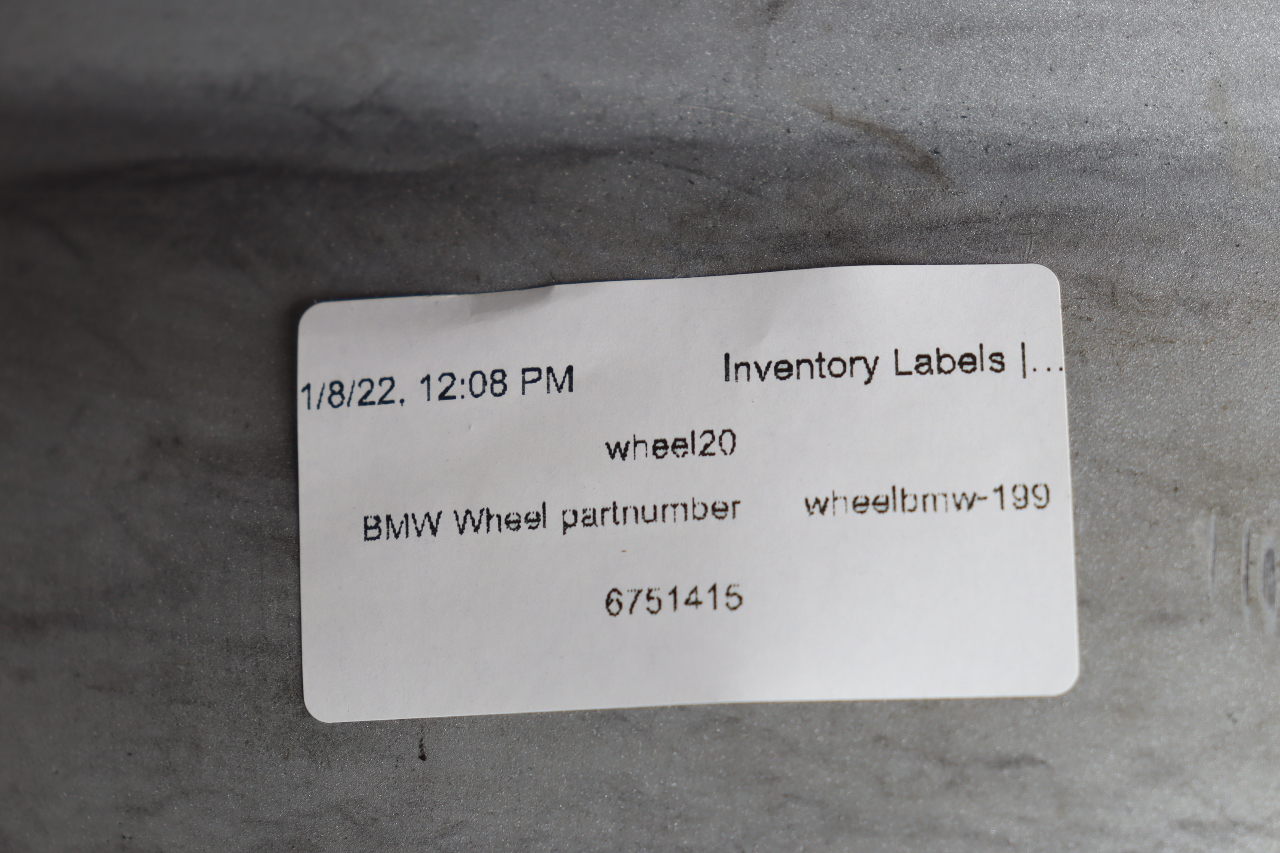 1/8/22, 12:08 PM Inventory Labels |...
wheel20
BMW Wheel partnumber wheelbmw-199
6751415